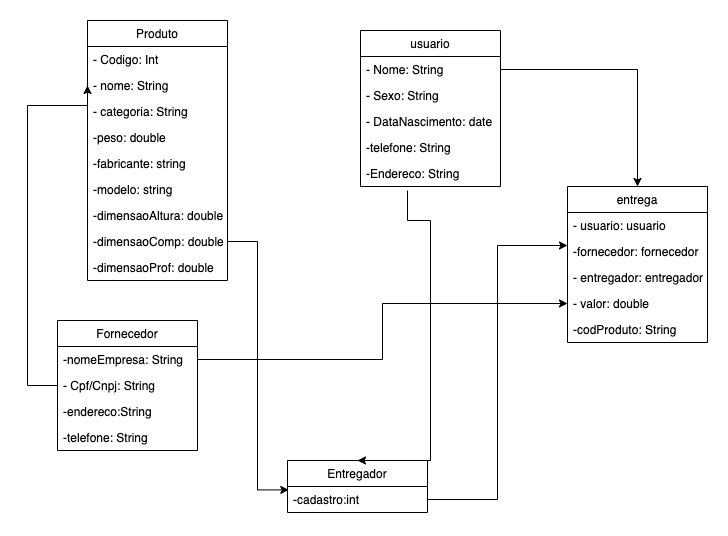 Produto
- Codigo: Int
- nome: String
- categoria: String
-peso: double
-fabricante: string
-modelo: string
-dimensaoAltura: double
-dimensaoComp: double
-dimensaoProf: double
usuario
- Nome: String
- Sexo: String
- DataNascimento: date
-telefone: String
-Endereco: String
entrega
- usuario: usuario
-fornecedor: fornecedor
- entregador: entregador
- valor: double
-codProduto: String
Fornecedor
-nomeEmpresa: String
- Cpf/Cnpj: String
-endereco:String
-telefone: String
Entregador
-cadastro:int